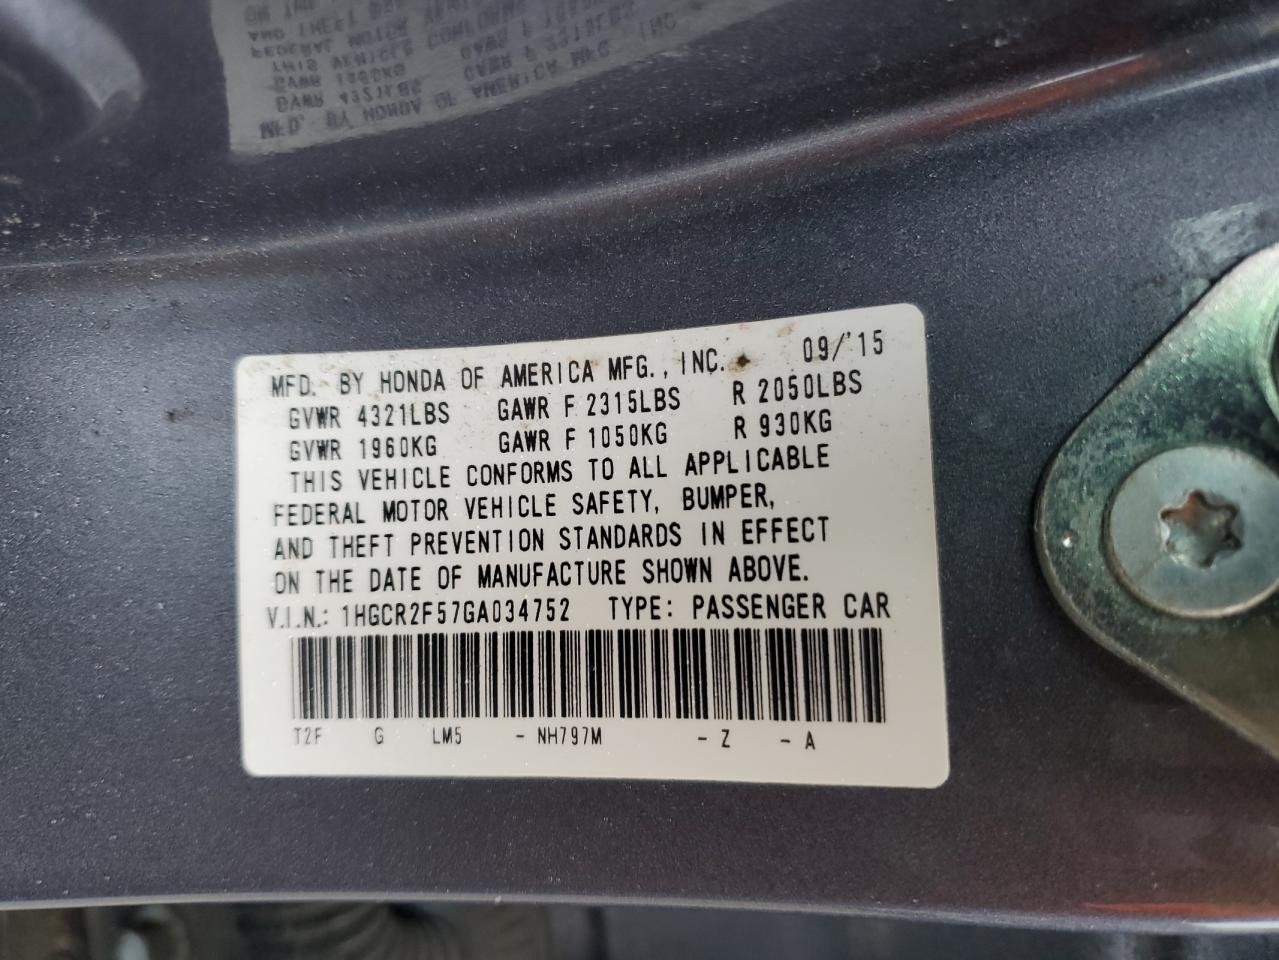 MFD. BY HONDA OF AMERICA MFG., INC. 09/'15
GVWR 4321LBS GAWR F 2315LBS R 2050LBS
GVWR 1960KG GAWR F 1050KG R 930KG
THIS VEHICLE CONFORMS TO ALL APPLICABLE
FEDERAL MOTOR VEHICLE SAFETY, BUMPER,
AND THEFT PREVENTION STANDARDS IN EFFECT
ON THE DATE OF MANUFACTURE SHOWN ABOVE.
V.I.N.: 1HGCR2F57GA034752 TYPE: PASSENGER CAR
T2F G LM5 - NH797M - Z - A